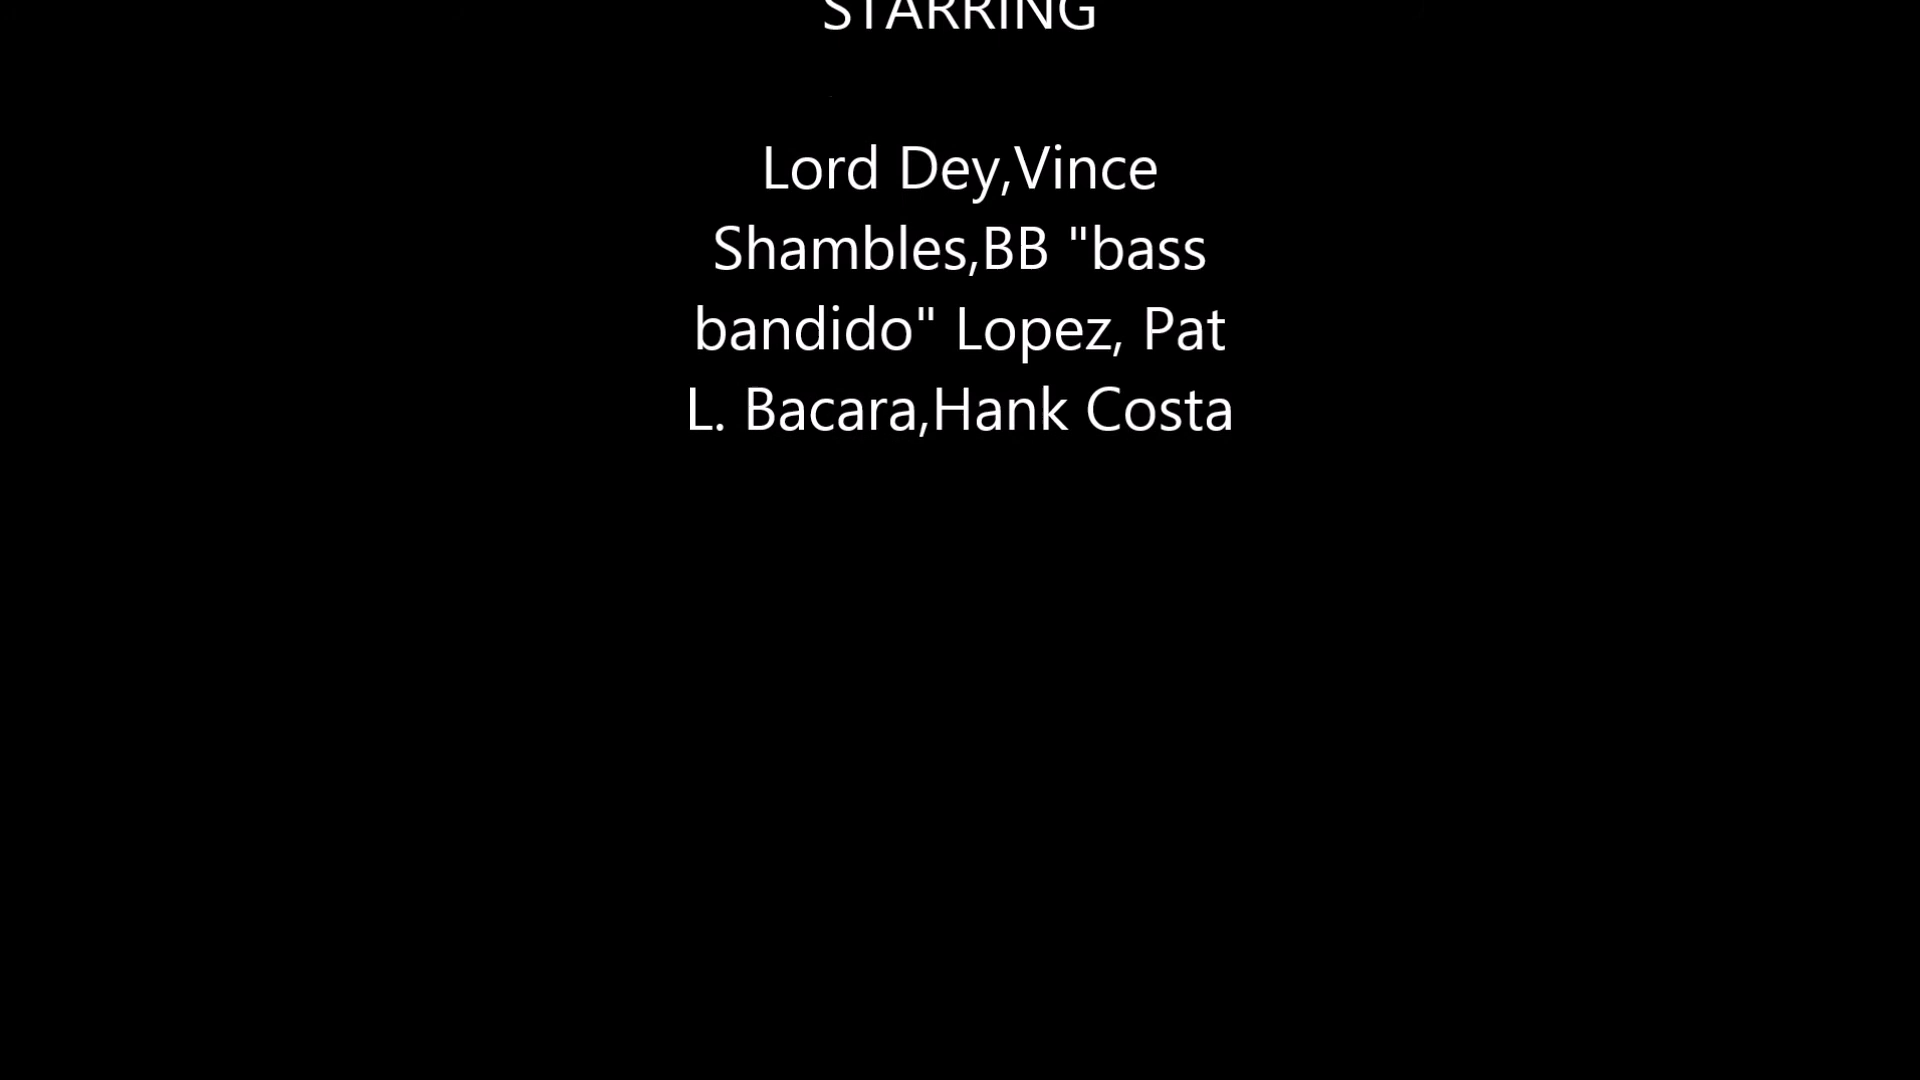 STARRING
Lord Dey,Vince
Shambles,BB "bass
bandido" Lopez, Pat
L. Bacara,Hank Costa